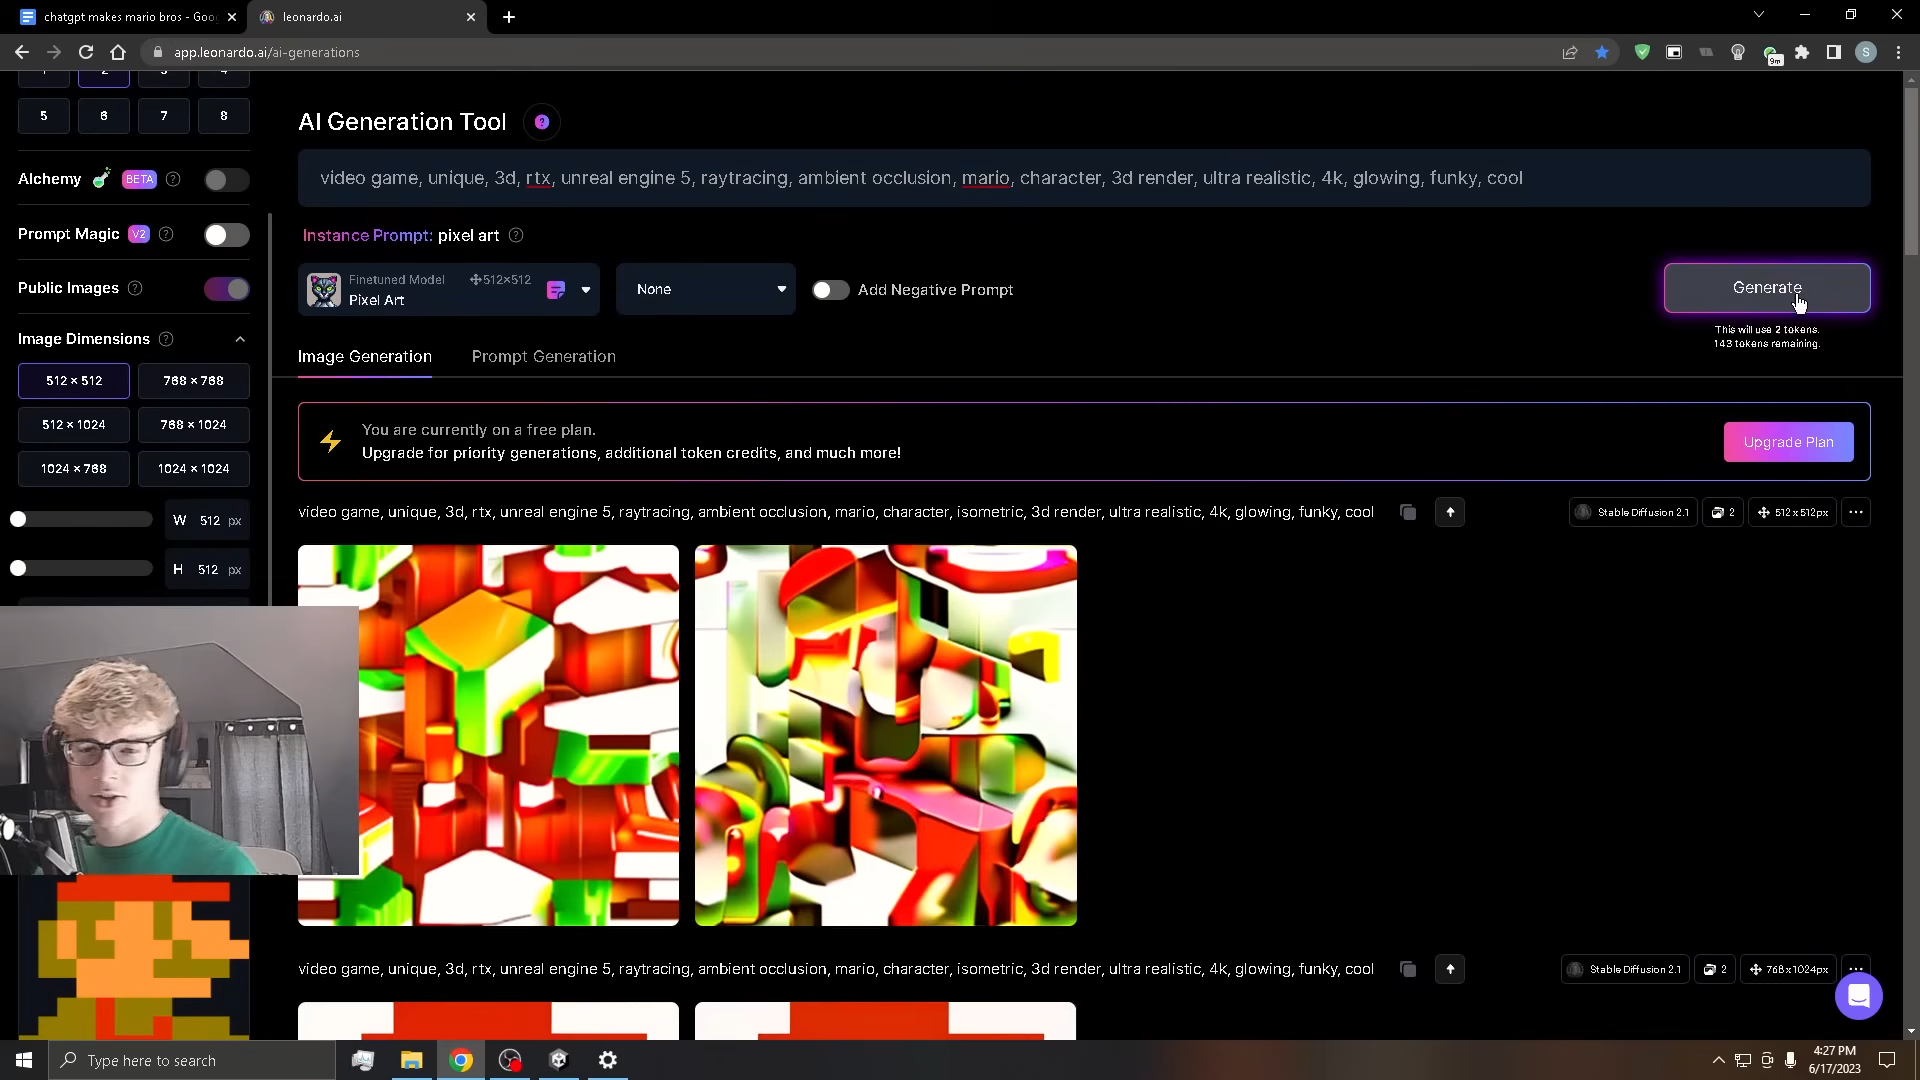 chatgpt makes mario bros - Goo
leonardo.ai
app.leonardo.ai/ai-generations
9m
S
1 2 3 4
5 6 7 8
Alchemy BETA
Prompt Magic V2
Public Images
Image Dimensions
512 × 512
768 × 768
512 × 1024
768 × 1024
1024 × 768
1024 × 1024
W 512 px
H 512 px
AI Generation Tool
video game, unique, 3d, rtx, unreal engine 5, raytracing, ambient occlusion, mario, character, 3d render, ultra realistic, 4k, glowing, funky, cool
Instance Prompt: pixel art
Finetuned Model 512×512
Pixel Art
None
Add Negative Prompt
Generate
This will use 2 tokens.
143 tokens remaining.
Image Generation
Prompt Generation
You are currently on a free plan.
Upgrade for priority generations, additional token credits, and much more!
Upgrade Plan
video game, unique, 3d, rtx, unreal engine 5, raytracing, ambient occlusion, mario, character, isometric, 3d render, ultra realistic, 4k, glowing, funky, cool
Stable Diffusion 2.1
2
512 x 512px
video game, unique, 3d, rtx, unreal engine 5, raytracing, ambient occlusion, mario, character, isometric, 3d render, ultra realistic, 4k, glowing, funky, cool
Stable Diffusion 2.1
2
768 x 1024px
Type here to search
4:27 PM
6/17/2023